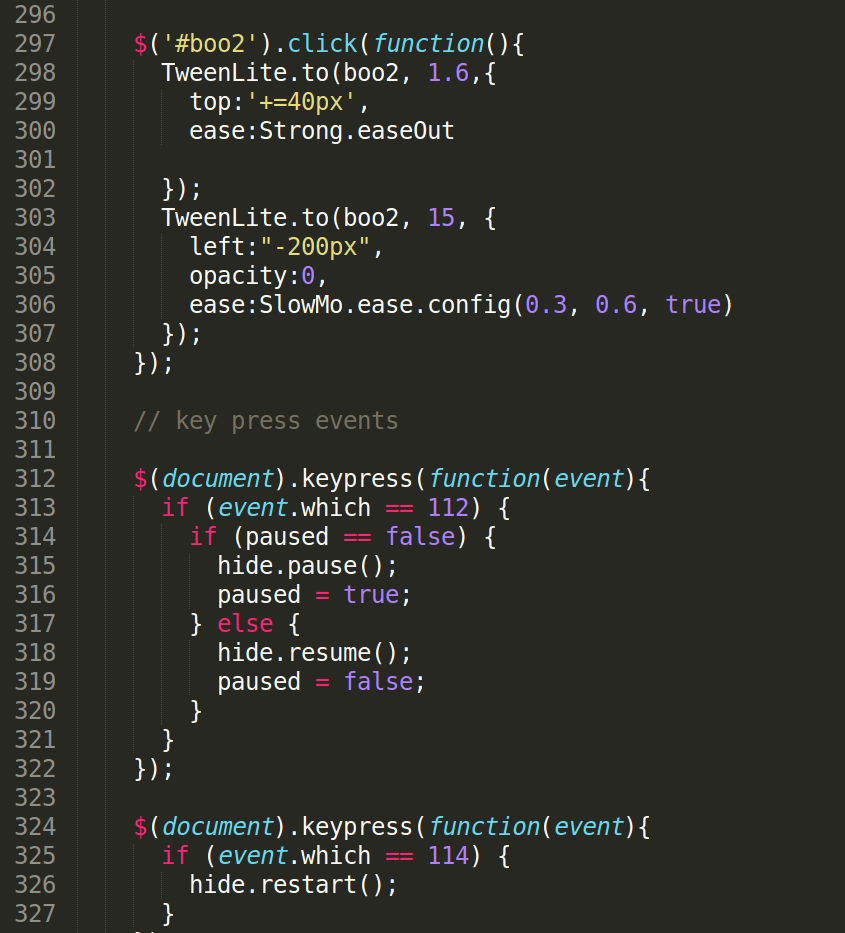 296
297 $('#boo2').click(function(){
298 TweenLite.to(boo2, 1.6,{
299 top:'+=40px',
300 ease:Strong.easeOut
301
302 });
303 TweenLite.to(boo2, 15, {
304 left:"-200px",
305 opacity:0,
306 ease:SlowMo.ease.config(0.3, 0.6, true)
307 });
308 });
309
310 // key press events
311
312 $(document).keypress(function(event){
313 if (event.which == 112) {
314 if (paused == false) {
315 hide.pause();
316 paused = true;
317 } else {
318 hide.resume();
319 paused = false;
320 }
321 }
322 });
323
324 $(document).keypress(function(event){
325 if (event.which == 114) {
326 hide.restart();
327 }